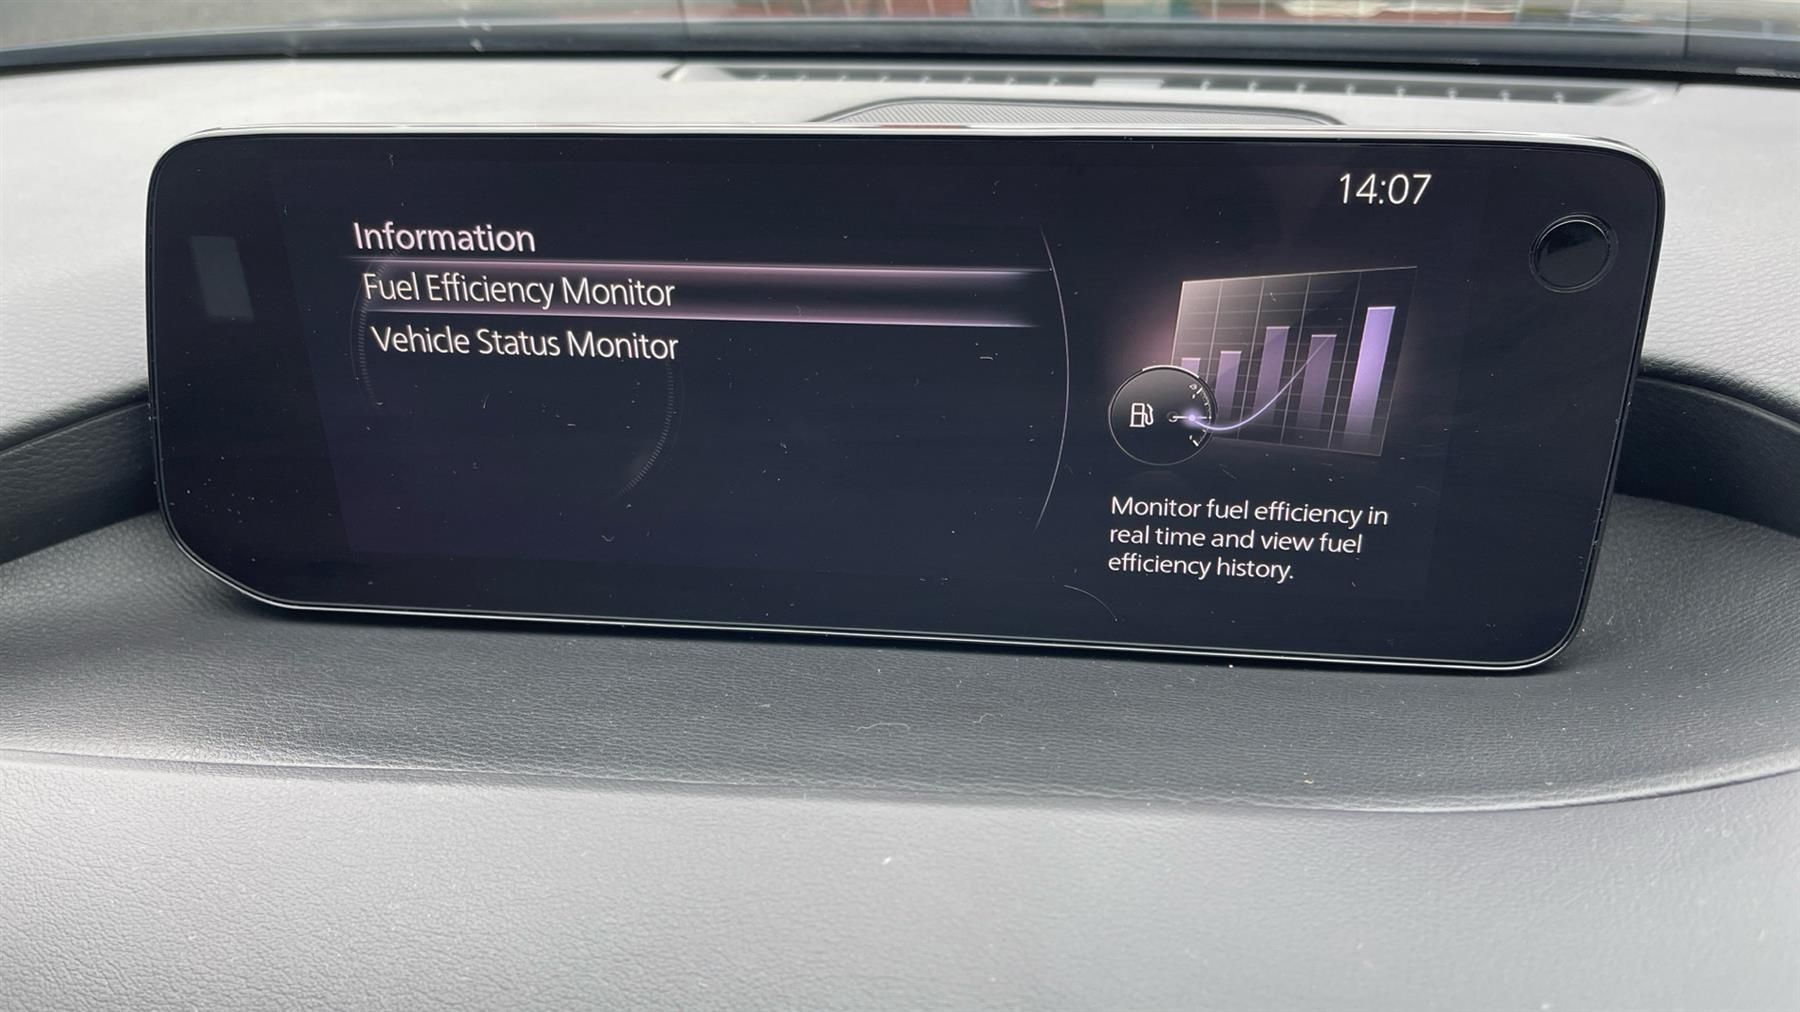 14:07
Information
Fuel Efficiency Monitor
Vehicle Status Monitor
Monitor fuel efficiency in
real time and view fuel
efficiency history.